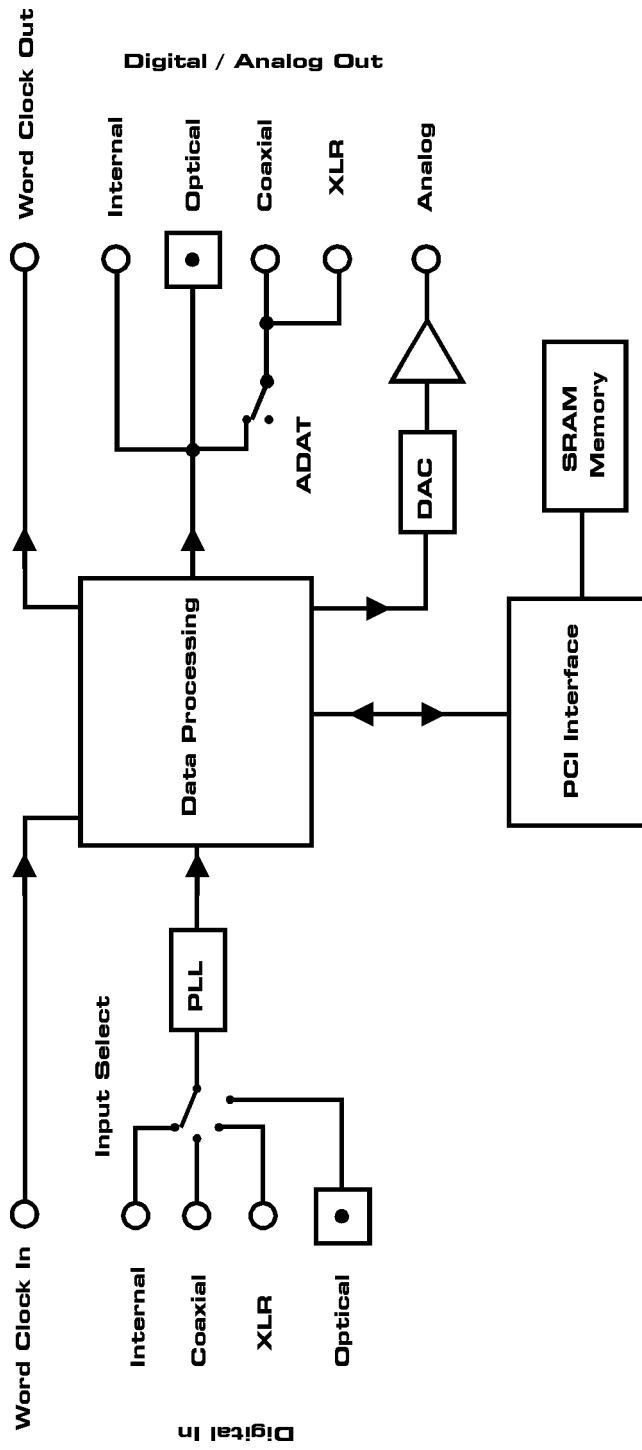 Word Clock In
Word Clock Out
Input Select
Digital / Analog Out
Digital In
Internal
Coaxial
XLR
Optical
PLL
Data Processing
Internal
Optical
Coaxial
XLR
Analog
ADAT
DAC
PCI Interface
SRAM
Memory